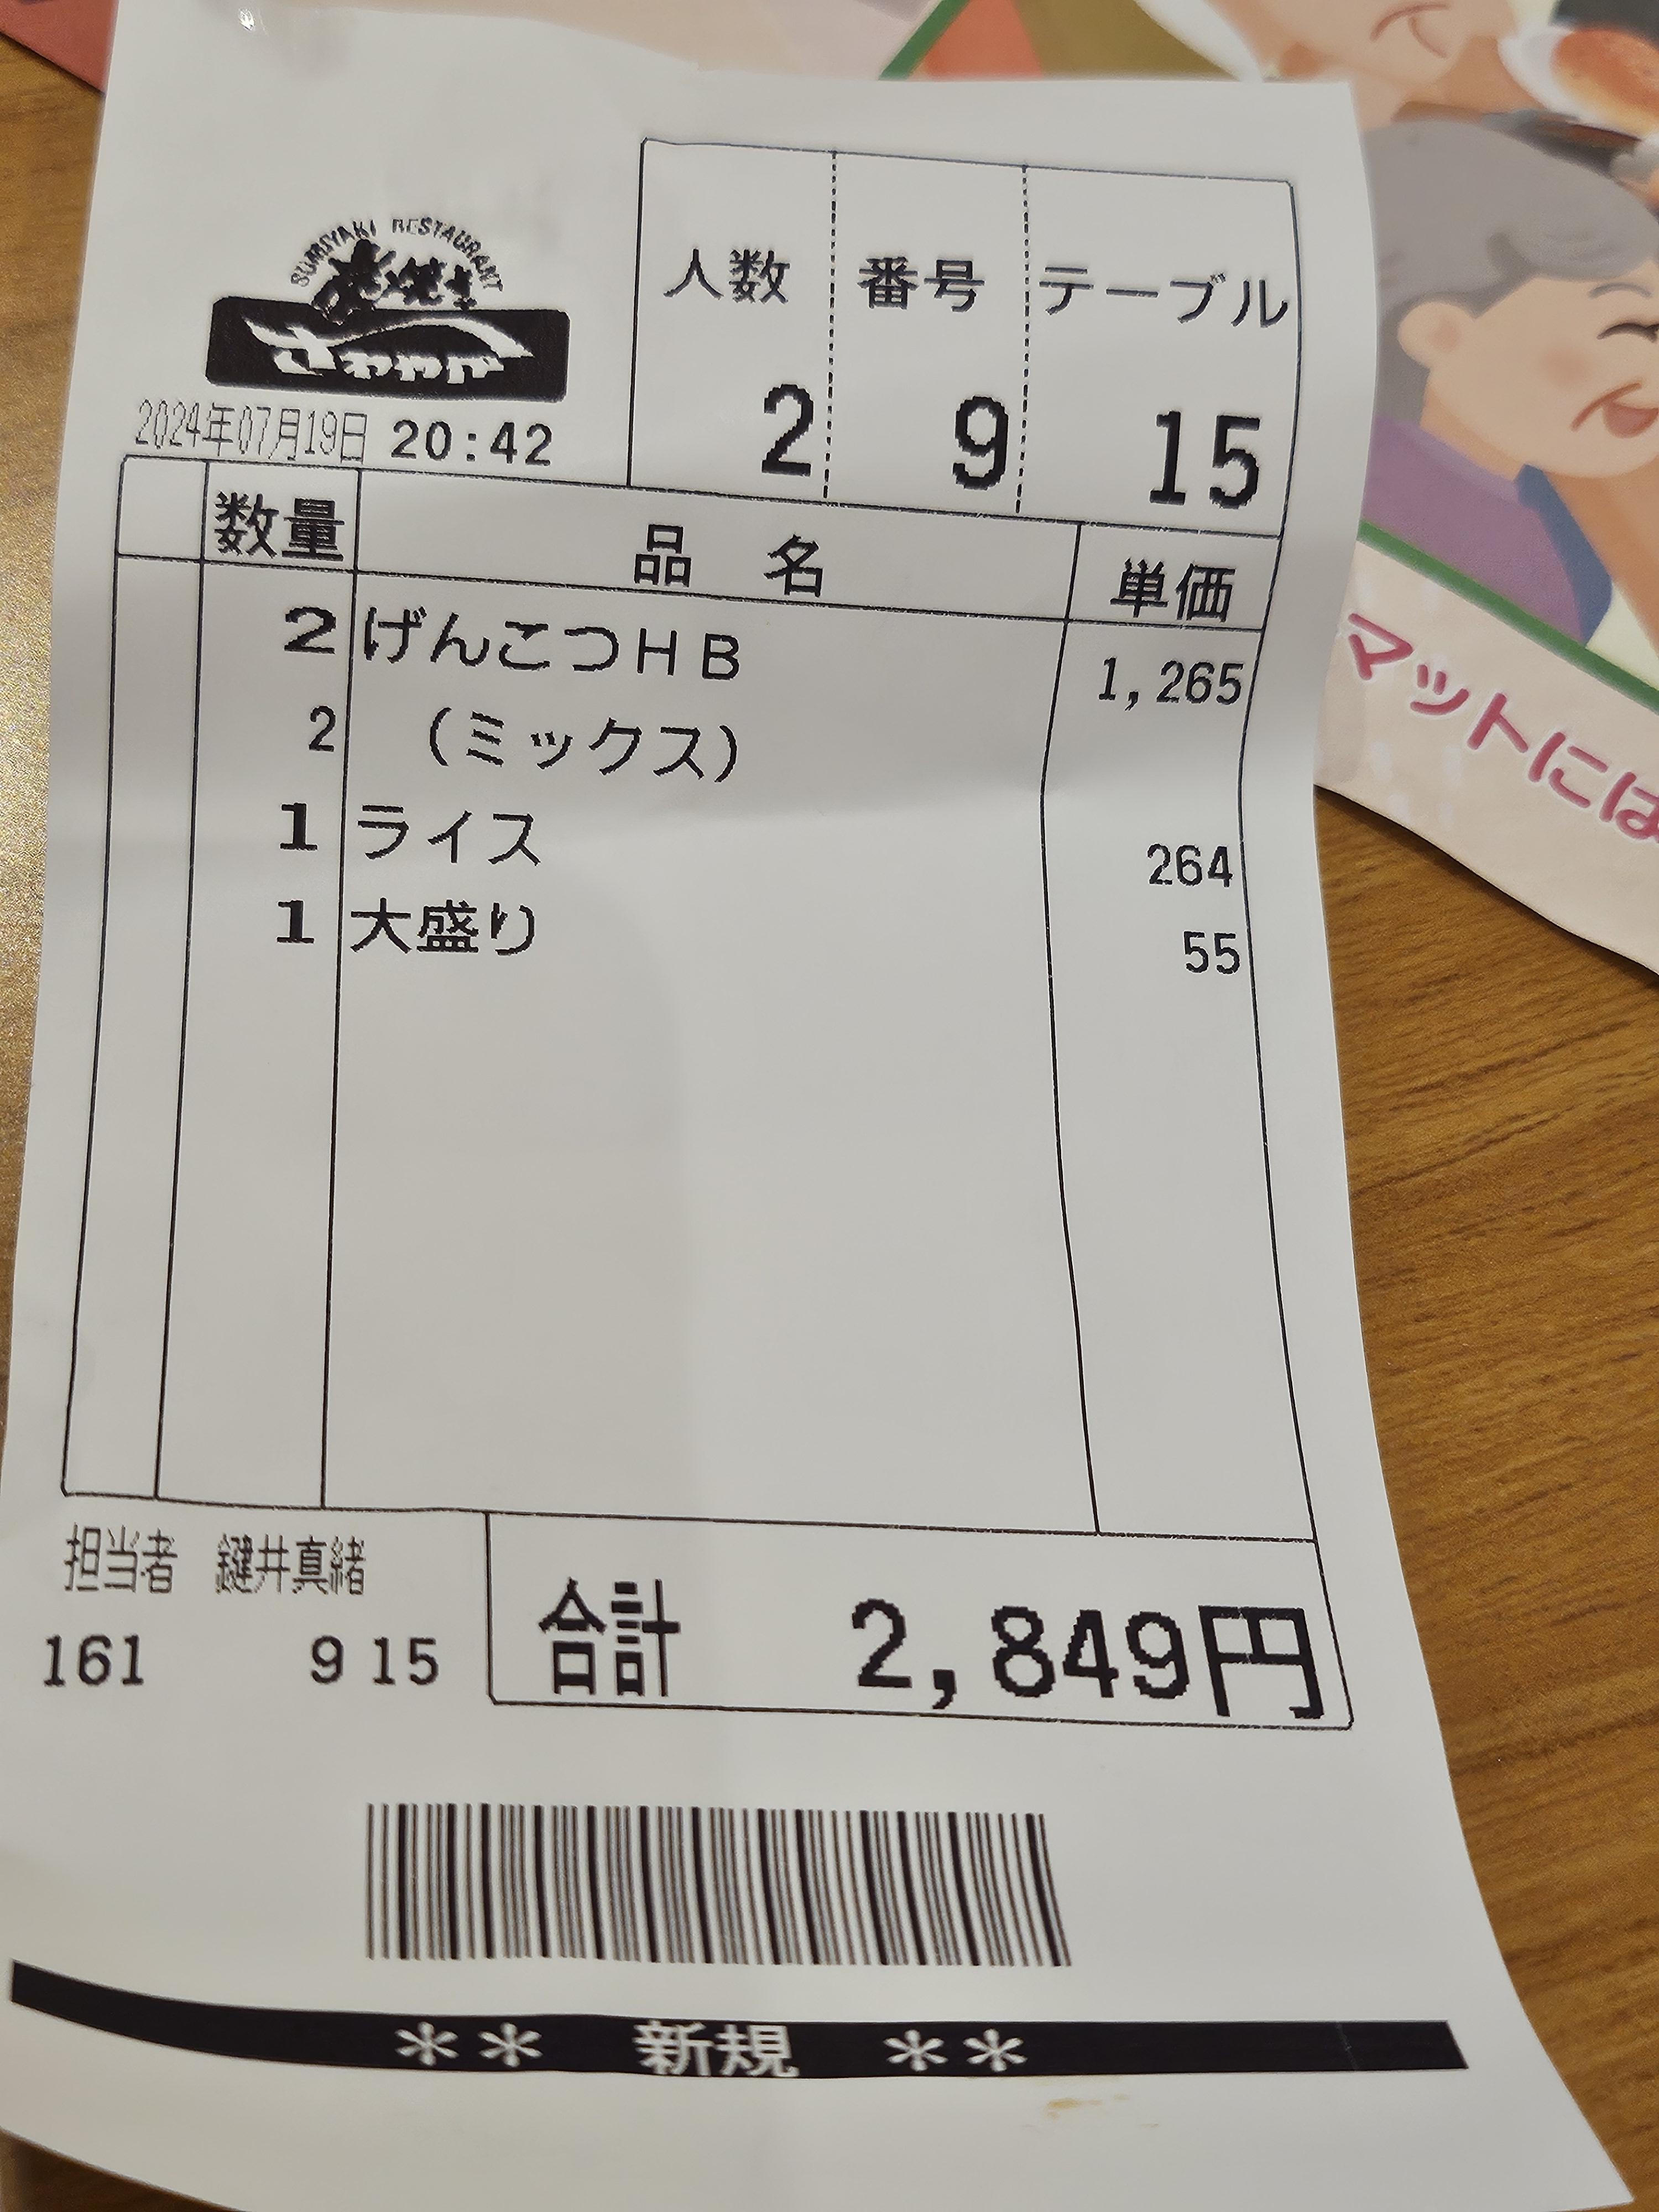 SUMIYAKI RESTAURANT
炭焼き
さわやか
2024年07月19日 20:42
人数 番号 テーブル
2 9 15
数量 品 名 単価
2 げんこつHB 1,265
2 (ミックス)
1 ライス 264
1 大盛り 55
担当者 鍵井真緒
161 9 15
合計 2,849円
** 新規 **
マットには